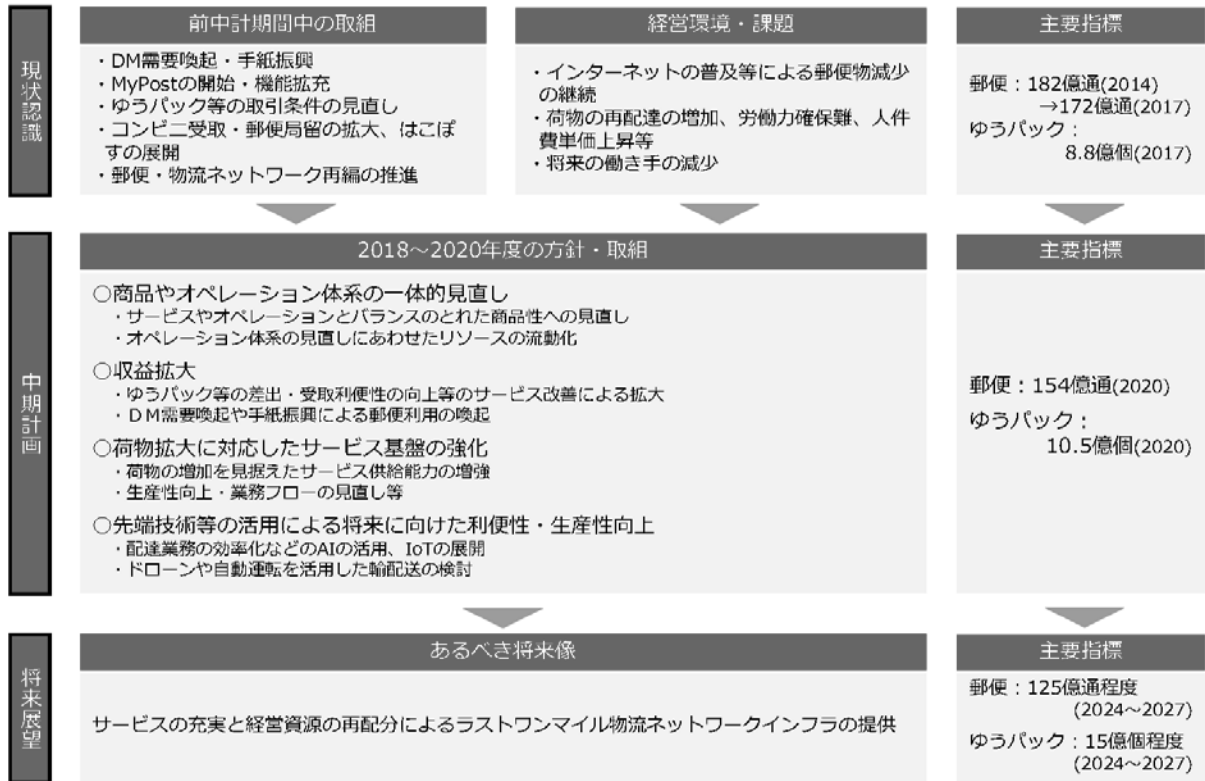 現状認識
前中計期間中の取組
・DM需要喚起・手紙振興
・MyPostの開始・機能拡充
・ゆうパック等の取引条件の見直し
・コンビニ受取・郵便局留の拡大、はこぽ
すの展開
・郵便・物流ネットワーク再編の推進
経営環境・課題
・インターネットの普及等による郵便物減少
の継続
・荷物の再配達の増加、労働力確保難、人件
費単価上昇等
・将来の働き手の減少
主要指標
郵便：182億通(2014)
→172億通(2017)
ゆうパック：
8.8億個(2017)
中期計画
2018～2020年度の方針・取組
○商品やオペレーション体系の一体的見直し
・サービスやオペレーションとバランスのとれた商品性への見直し
・オペレーション体系の見直しにあわせたリソースの流動化
○収益拡大
・ゆうパック等の差出・受取利便性の向上等のサービス改善による拡大
・ＤＭ需要喚起や手紙振興による郵便利用の喚起
○荷物拡大に対応したサービス基盤の強化
・荷物の増加を見据えたサービス供給能力の増強
・生産性向上・業務フローの見直し等
○先端技術等の活用による将来に向けた利便性・生産性向上
・配達業務の効率化などのAIの活用、IoTの展開
・ドローンや自動運転を活用した輸配送の検討
主要指標
郵便：154億通(2020)
ゆうパック：
10.5億個(2020)
将来展望
あるべき将来像
サービスの充実と経営資源の再配分によるラストワンマイル物流ネットワークインフラの提供
主要指標
郵便：125億通程度
(2024～2027)
ゆうパック：15億個程度
(2024～2027)